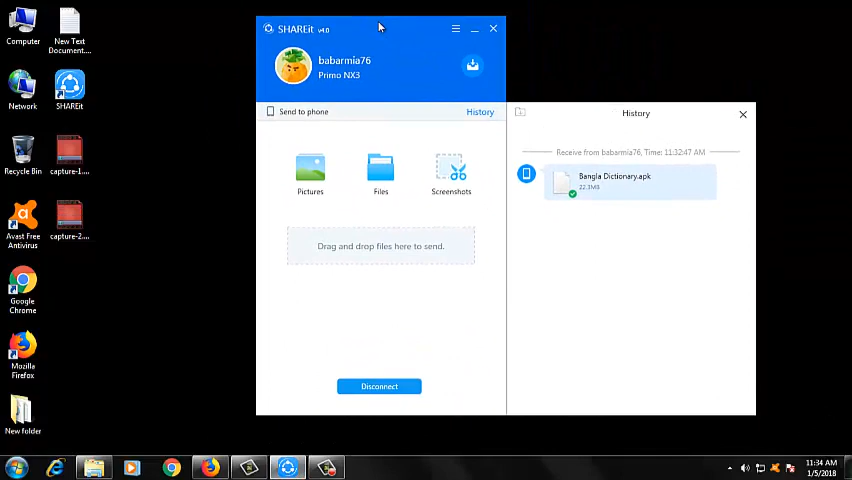 Computer
New Text
Document....
Network
SHAREit
Recycle Bin
capture-1....
Avast Free
Antivirus
capture-2....
Google
Chrome
Mozilla
Firefox
New folder
SHAREit v4.0
babarmia76
Primo NX3
Send to phone
History
Pictures
Files
Screenshots
Drag and drop files here to send.
Disconnect
History
Receive from babarmia76, Time: 11:32:47 AM
Bangla Dictionary.apk
22.3MB
11:34 AM
1/5/2018